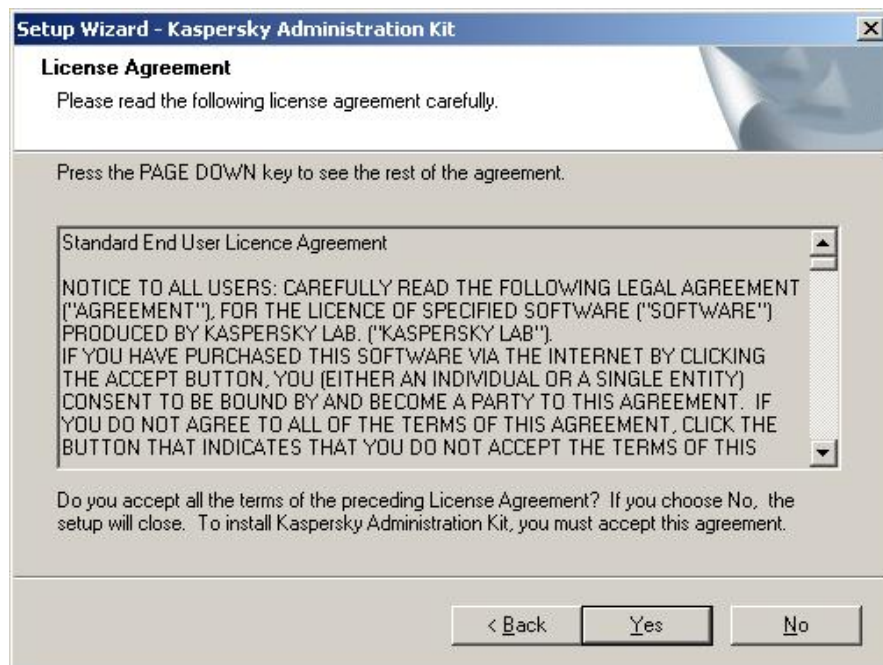 Setup Wizard - Kaspersky Administration Kit
License Agreement
Please read the following license agreement carefully.
Press the PAGE DOWN key to see the rest of the agreement.
Standard End User Licence Agreement
NOTICE TO ALL USERS: CAREFULLY READ THE FOLLOWING LEGAL AGREEMENT
("AGREEMENT"), FOR THE LICENCE OF SPECIFIED SOFTWARE ("SOFTWARE")
PRODUCED BY KASPERSKY LAB. ("KASPERSKY LAB").
IF YOU HAVE PURCHASED THIS SOFTWARE VIA THE INTERNET BY CLICKING
THE ACCEPT BUTTON, YOU (EITHER AN INDIVIDUAL OR A SINGLE ENTITY)
CONSENT TO BE BOUND BY AND BECOME A PARTY TO THIS AGREEMENT.  IF
YOU DO NOT AGREE TO ALL OF THE TERMS OF THIS AGREEMENT, CLICK THE
BUTTON THAT INDICATES THAT YOU DO NOT ACCEPT THE TERMS OF THIS
Do you accept all the terms of the preceding License Agreement?  If you choose No,  the
setup will close.  To install Kaspersky Administration Kit, you must accept this agreement.
< Back
Yes
No